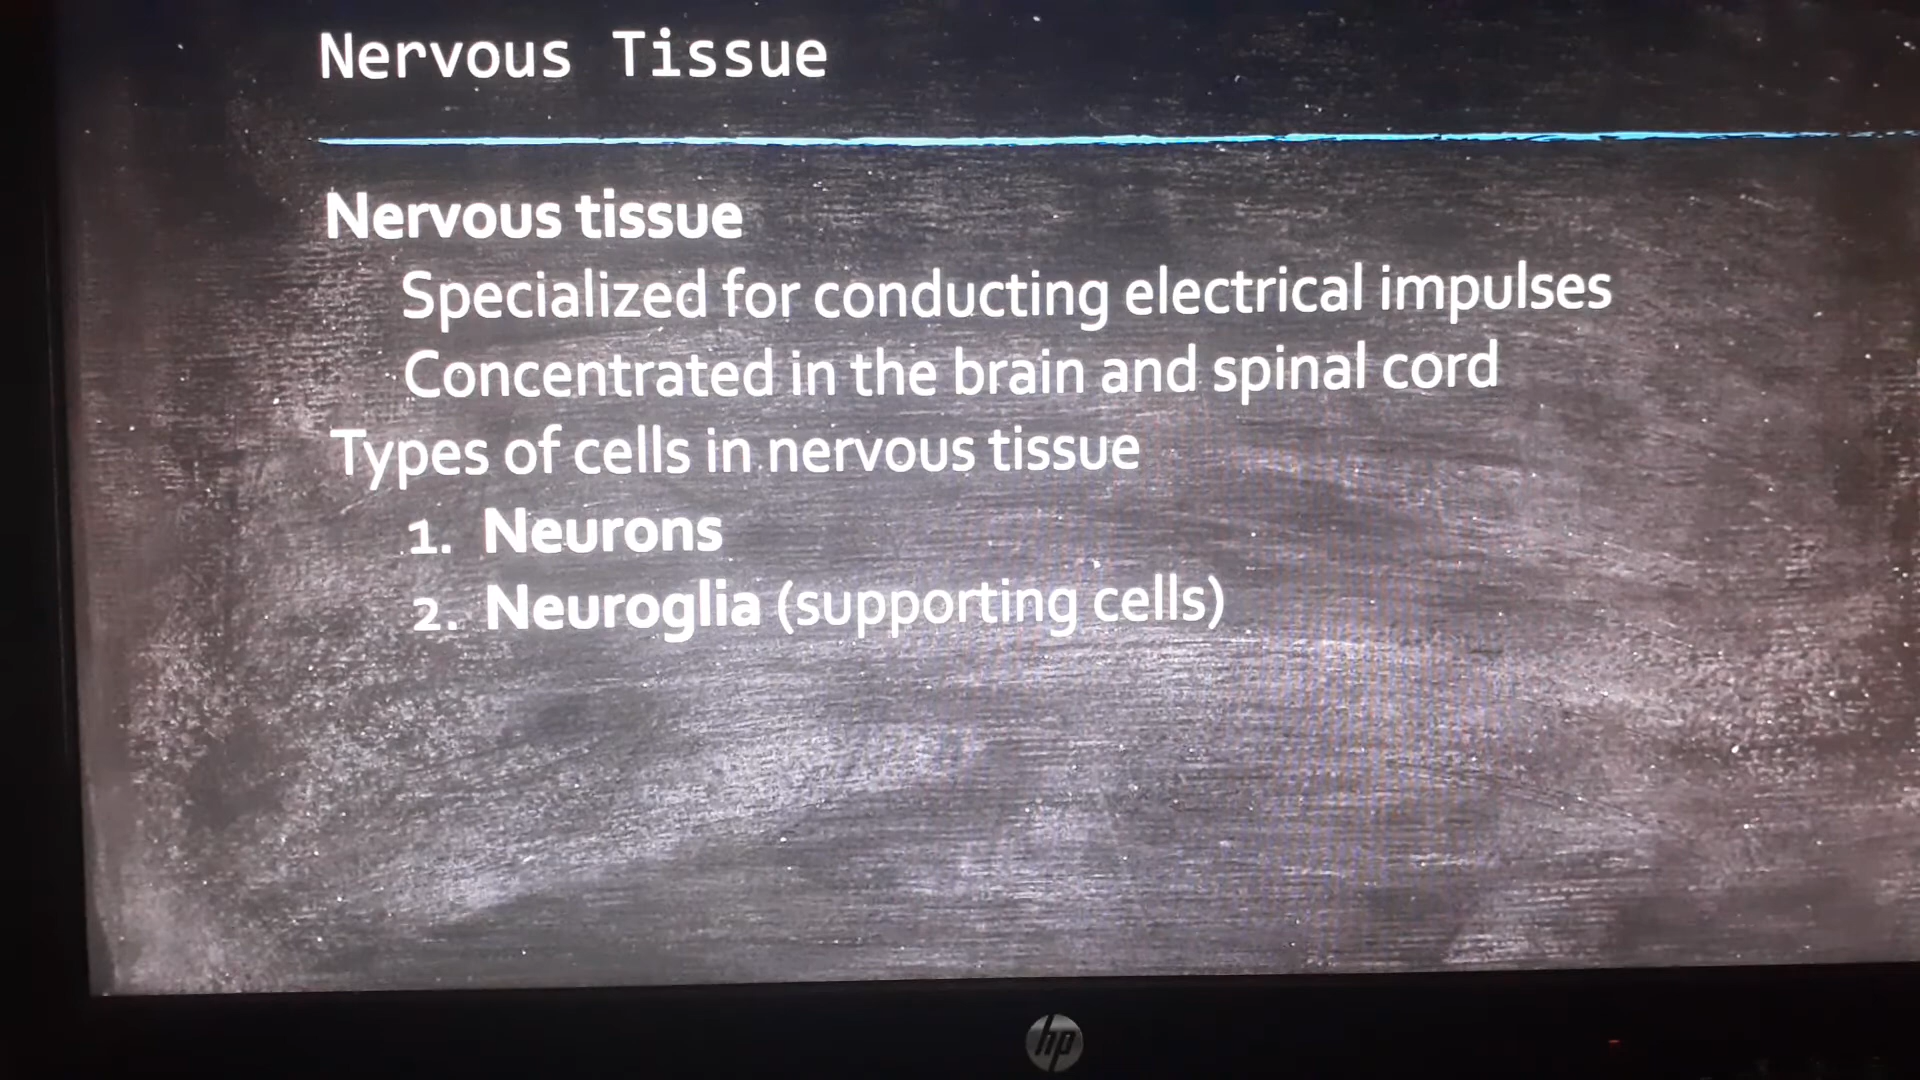 Nervous Tissue
Nervous tissue
Specialized for conducting electrical impulses
Concentrated in the brain and spinal cord
Types of cells in nervous tissue
1. Neurons
2. Neuroglia (supporting cells)
hp